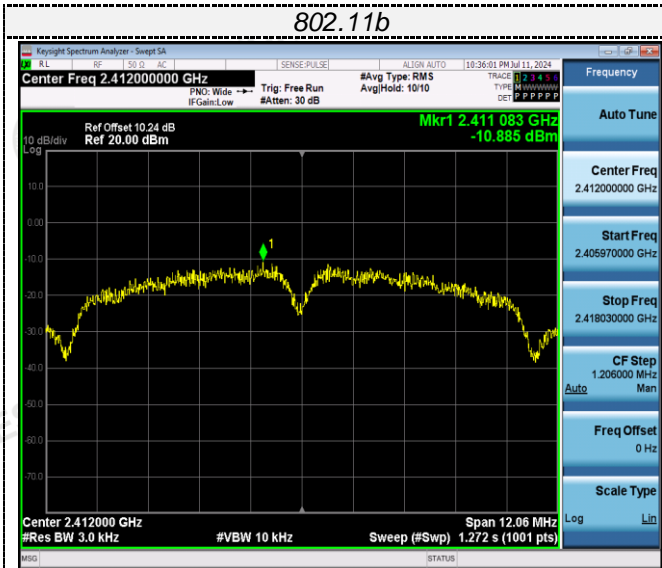 802.11b
Keysight Spectrum Analyzer - Swept SA
RL RF 50 Ω AC SENSE:PULSE ALIGN AUTO 10:36:01 PM Jul 11, 2024
Center Freq 2.412000000 GHz
PNO: Wide
IFGain:Low
Trig: Free Run
#Atten: 30 dB
#Avg Type: RMS
Avg|Hold: 10/10
TRACE 1 2 3 4 5 6
TYPE MWWWWW
DET P P P P P P
Ref Offset 10.24 dB
10 dB/div Ref 20.00 dBm
Log
Mkr1 2.411 083 GHz
-10.885 dBm
10.0
0.00
-10.0
-20.0
-30.0
-40.0
-50.0
-60.0
-70.0
1
Center 2.412000 GHz Span 12.06 MHz
#Res BW 3.0 kHz #VBW 10 kHz Sweep (#Swp) 1.272 s (1001 pts)
MSG STATUS
Frequency
Auto Tune
Center Freq
2.412000000 GHz
Start Freq
2.405970000 GHz
Stop Freq
2.418030000 GHz
CF Step
1.206000 MHz
Auto Man
Freq Offset
0 Hz
Scale Type
Log Lin